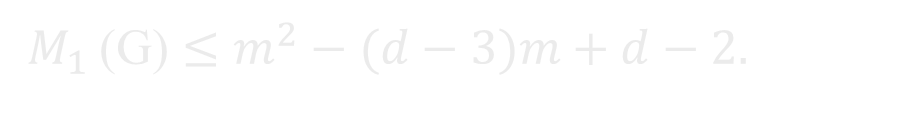 M₁ (G) ≤ m² − (d − 3)m + d − 2.